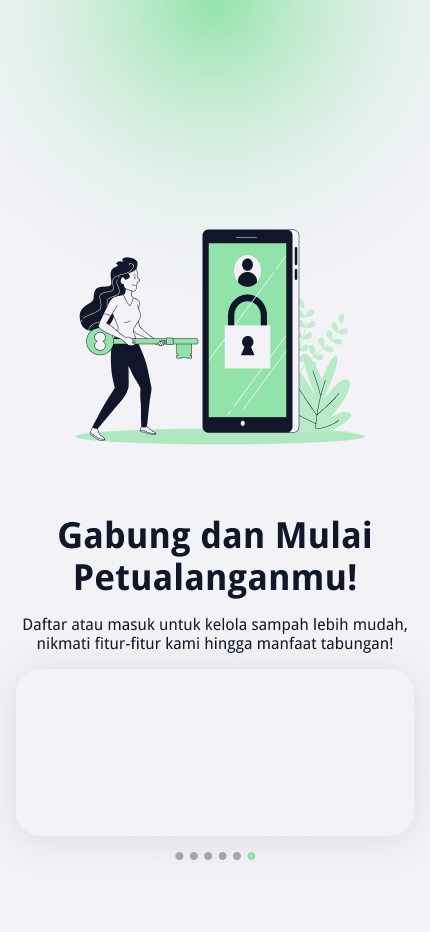 Gabung dan Mulai
Petualanganmu!
Daftar atau masuk untuk kelola sampah lebih mudah,
nikmati fitur-fitur kami hingga manfaat tabungan!